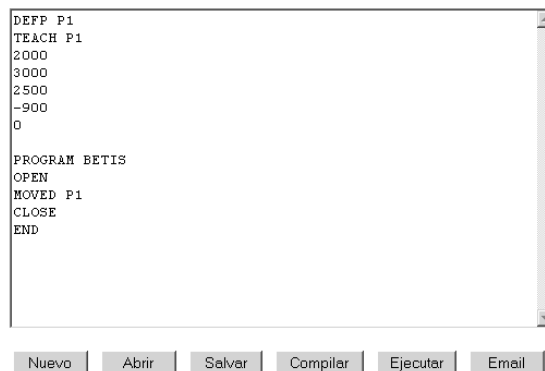 DEFP P1
TEACH P1
2000
3000
2500
-900
0
PROGRAM BETIS
OPEN
MOVED P1
CLOSE
END
Nuevo Abrir Salvar Compilar Ejecutar Email